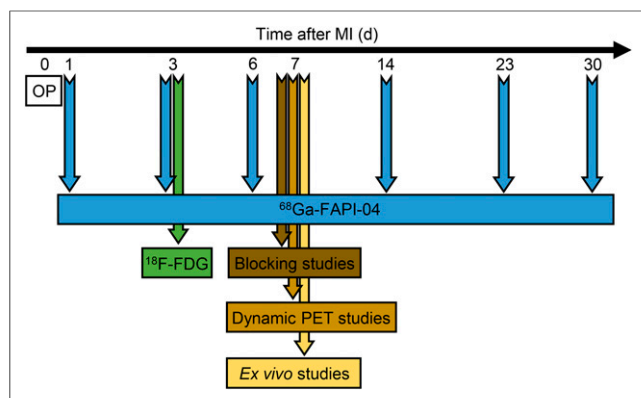 Time after MI (d)
0 1 3 6 7 14 23 30
OP
⁶⁸Ga-FAPI-04
¹⁸F-FDG
Blocking studies
Dynamic PET studies
Ex vivo studies